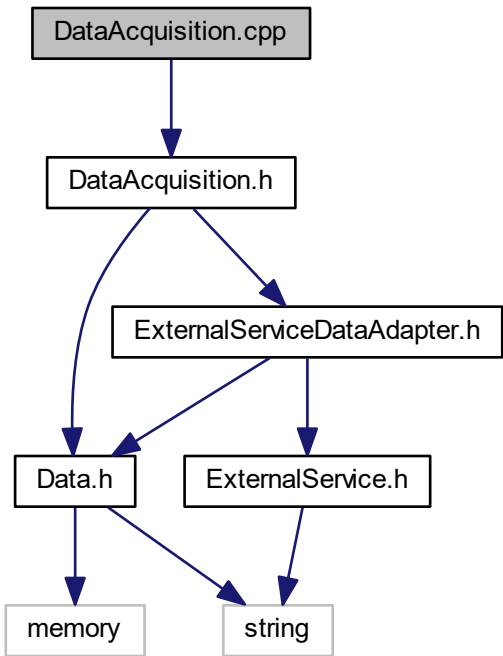 DataAcquisition.cpp
DataAcquisition.h
ExternalServiceDataAdapter.h
Data.h
ExternalService.h
memory
string